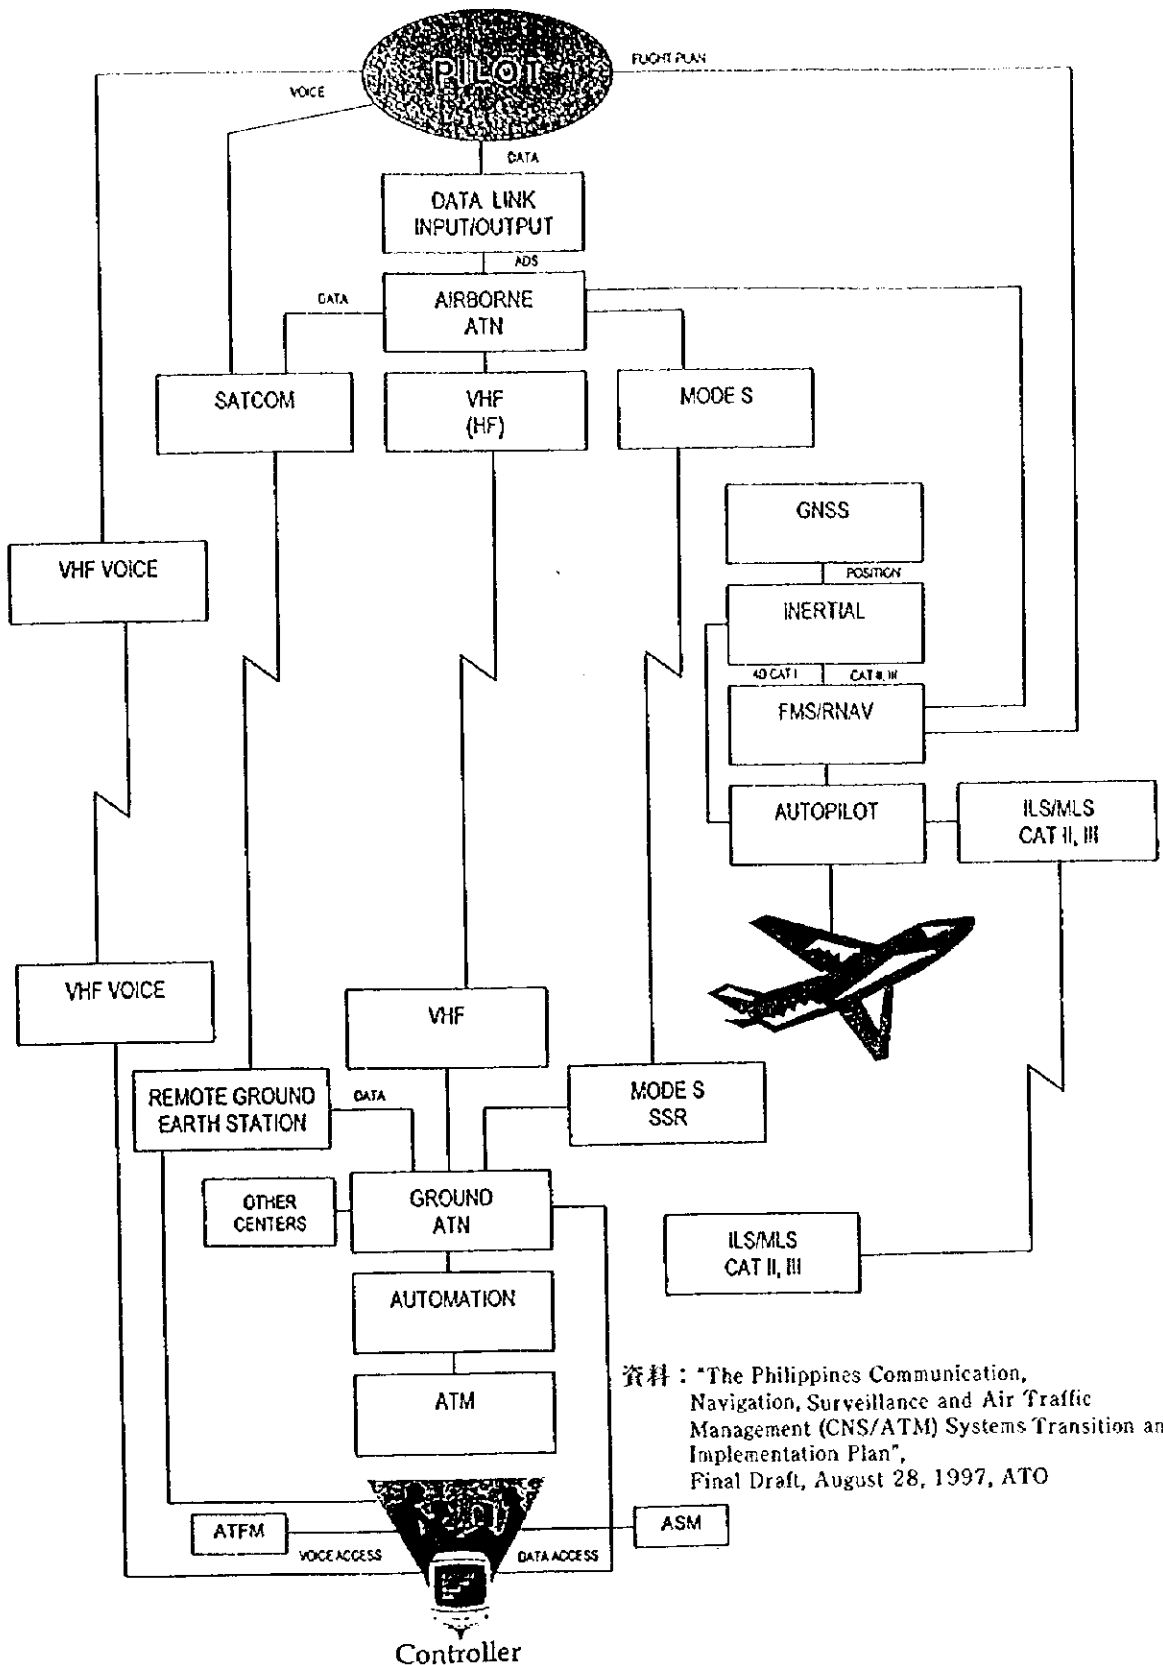 PILOT
FLIGHT PLAN
VOICE
DATA
DATA LINK
INPUT/OUTPUT
ADS
DATA
AIRBORNE
ATN
SATCOM
VHF
(HF)
MODE S
GNSS
POSITION
VHF VOICE
INERTIAL
4D CAT I
CAT II, III
FMS/RNAV
AUTOPILOT
ILS/MLS
CAT II, III
VHF VOICE
VHF
REMOTE GROUND
EARTH STATION
DATA
MODE S
SSR
OTHER
CENTERS
GROUND
ATN
ILS/MLS
CAT II, III
AUTOMATION
ATM
資料："The Philippines Communication,
Navigation, Surveillance and Air Traffic
Management (CNS/ATM) Systems Transition an
Implementation Plan",
Final Draft, August 28, 1997, ATO
ATFM
ASM
VOICE ACCESS
DATA ACCESS
Controller